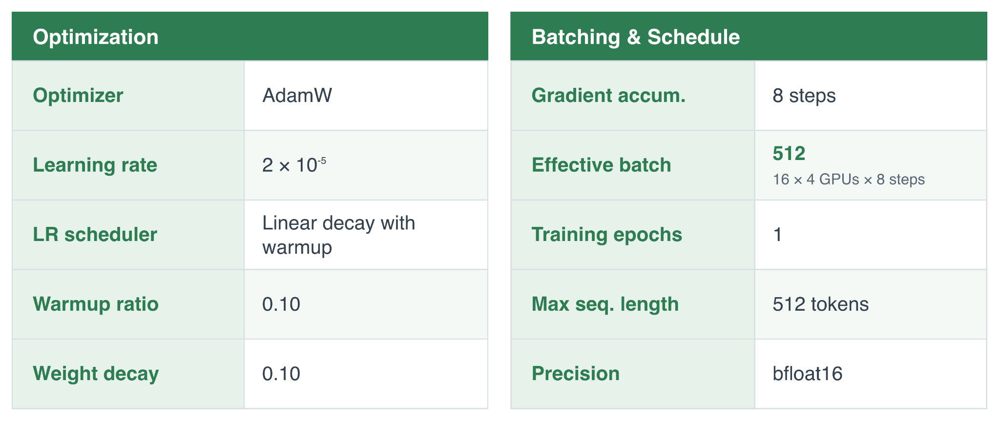 Optimization
Optimizer
AdamW
Learning rate
2 × 10⁻⁵
LR scheduler
Linear decay with
warmup
Warmup ratio
0.10
Weight decay
0.10
Batching & Schedule
Gradient accum.
8 steps
Effective batch
512
16 × 4 GPUs × 8 steps
Training epochs
1
Max seq. length
512 tokens
Precision
bfloat16